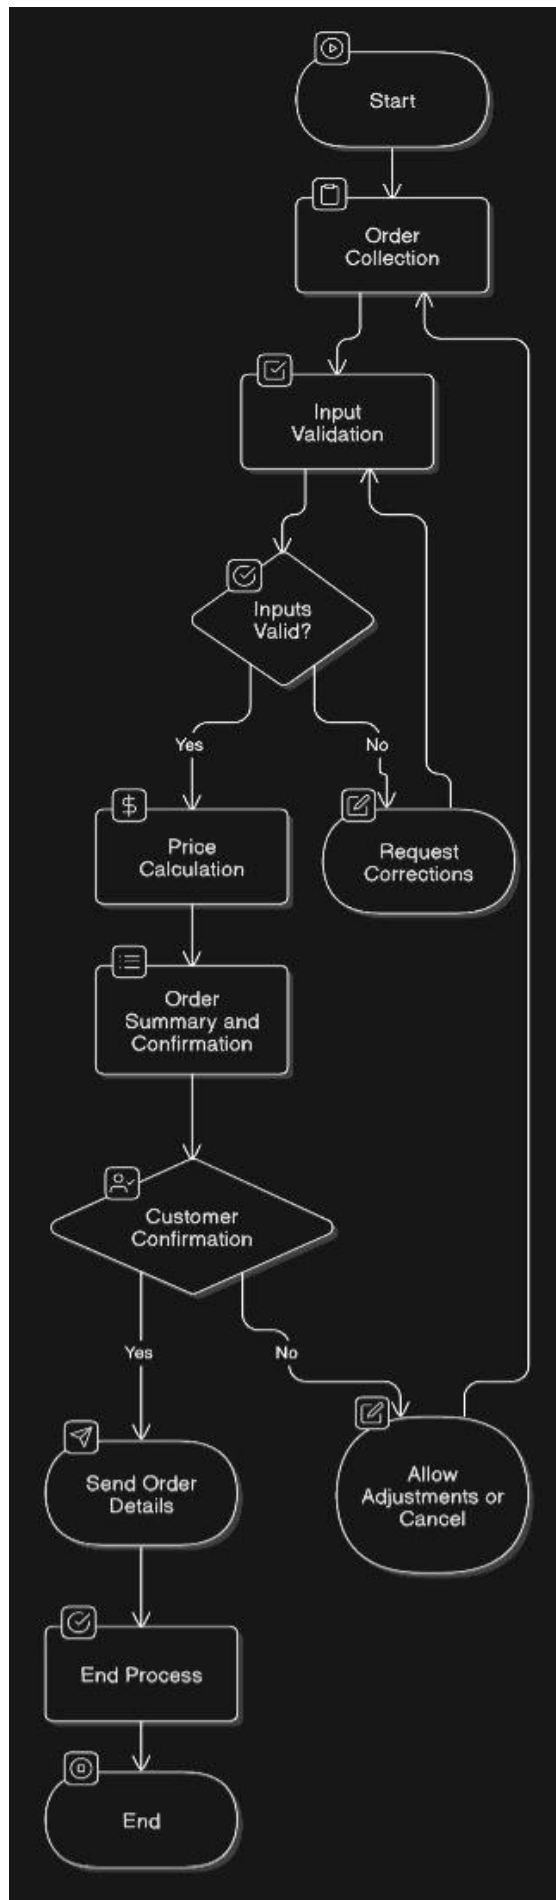 Start
Order
Collection
Input
Validation
Inputs
Valid?
Yes
No
Price
Calculation
Request
Corrections
Order
Summary and
Confirmation
Customer
Confirmation
Yes
No
Send Order
Details
Allow
Adjustments or
Cancel
End Process
End